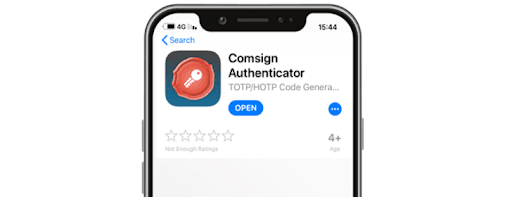 4G
15:44
Search
Comsign
Authenticator
TOTP/HOTP Code Genera...
OPEN
Not Enough Ratings
4+
Age